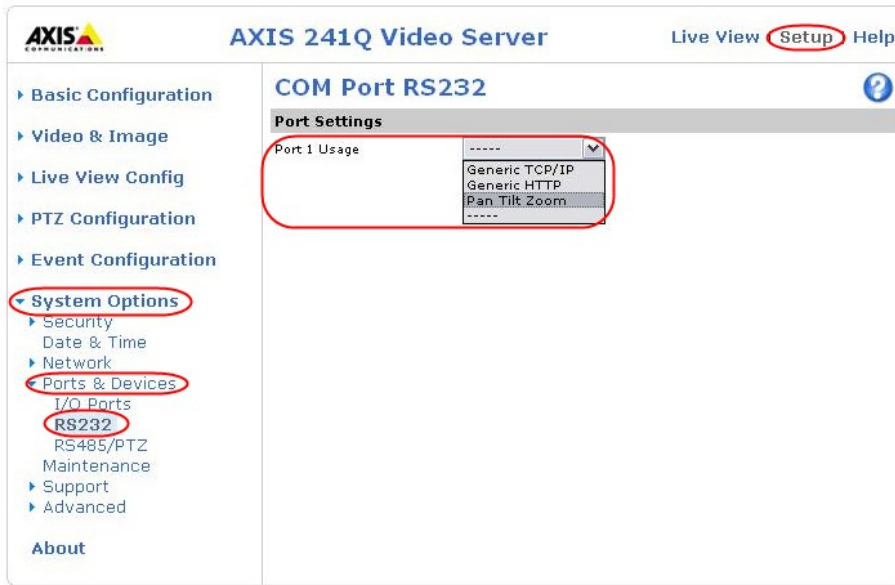 AXIS
COMMUNICATIONS
AXIS 241Q Video Server
Live View Setup Help
Basic Configuration
Video & Image
Live View Config
PTZ Configuration
Event Configuration
System Options
Security
Date & Time
Network
Ports & Devices
I/O Ports
RS232
RS485/PTZ
Maintenance
Support
Advanced
About
COM Port RS232
?
Port Settings
Port 1 Usage -----
Generic TCP/IP
Generic HTTP
Pan Tilt Zoom
-----